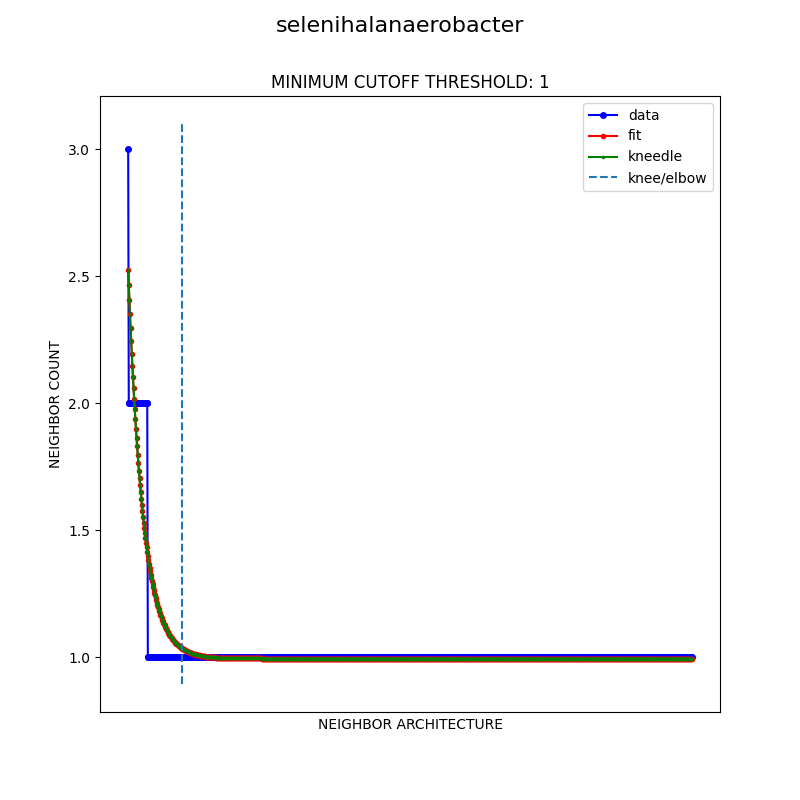 selenihalanaerobacter
MINIMUM CUTOFF THRESHOLD: 1
data
fit
kneedle
knee/elbow
3.0
2.5
2.0
1.5
1.0
NEIGHBOR COUNT
NEIGHBOR ARCHITECTURE